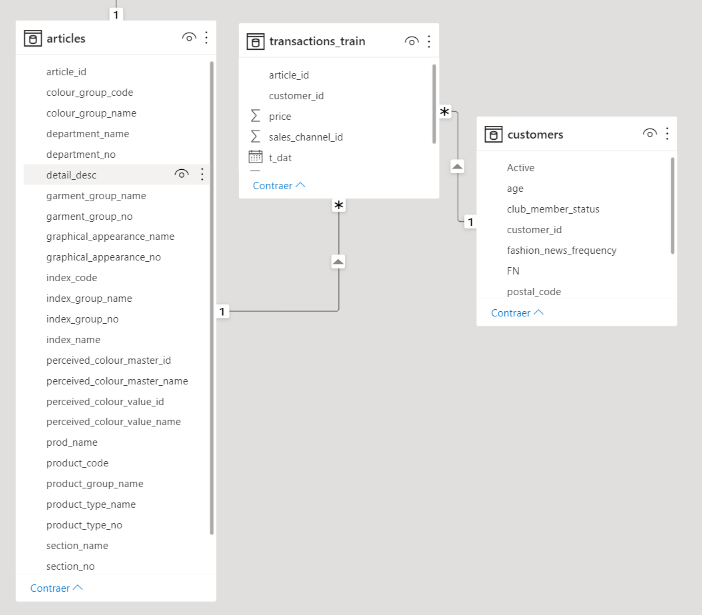 1
articles
article_id
colour_group_code
colour_group_name
department_name
department_no
detail_desc
garment_group_name
garment_group_no
graphical_appearance_name
graphical_appearance_no
index_code
index_group_name
index_group_no
index_name
perceived_colour_master_id
perceived_colour_master_name
perceived_colour_value_id
perceived_colour_value_name
prod_name
product_code
product_group_name
product_type_name
product_type_no
section_name
section_no
Contraer
transactions_train
article_id
customer_id
price
sales_channel_id
t_dat
Contraer
*
1
*
1
customers
Active
age
club_member_status
customer_id
fashion_news_frequency
FN
postal_code
Contraer